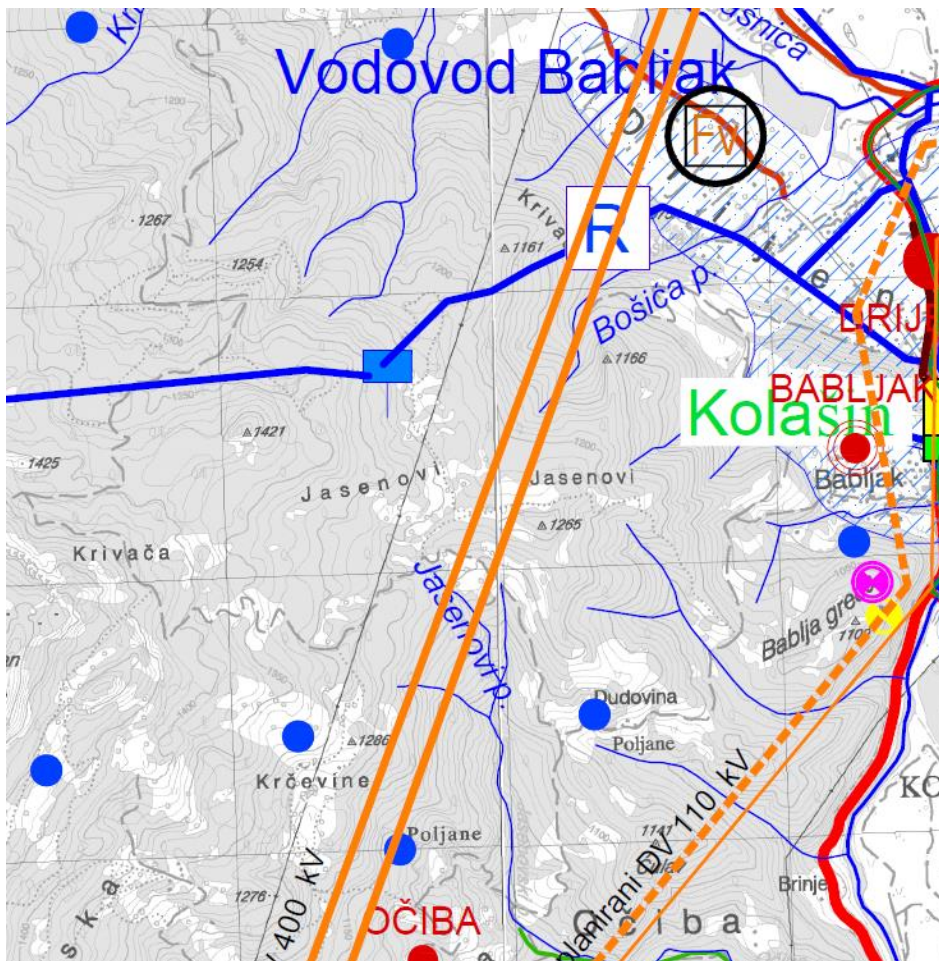 Vodovod Babljak
FV
1267
1254
1161
Kriva
R
Bošića p.
1166
DRIJ
BABLJAK
Kolašin
Babljak
1421
1425
Jasenovi
Jasenovi
1265
Krivača
Jasenovi p.
Bablja greda
1286
Dudovina
Poljane
Krčevine
Poljane
planirani DV 110 kV
400 kV
1141
1276
Brinje
KO
OČIBA
Očiba
ska